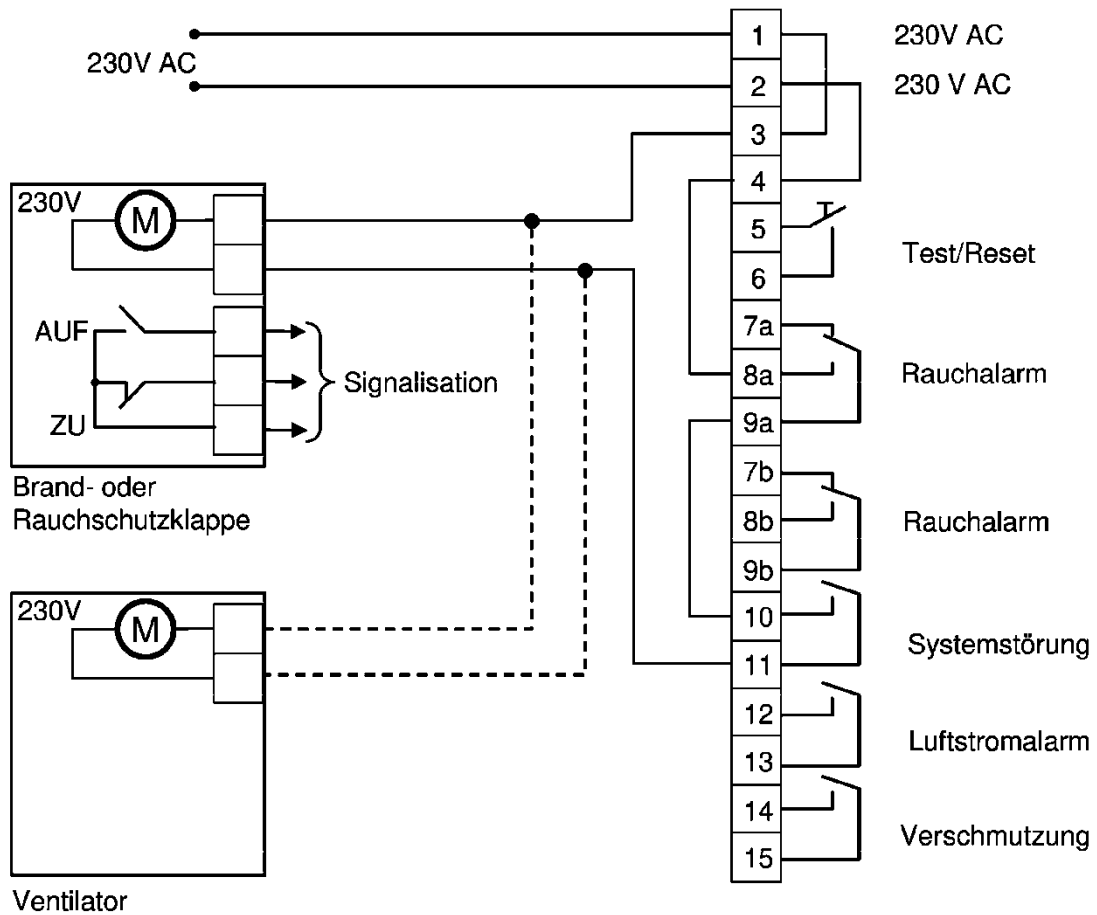 230V AC
1
230V AC
2
230 V AC
3
4
230V
M
5
6
Test/Reset
AUF
ZU
Signalisation
7a
8a
9a
Rauchalarm
Brand- oder
Rauchschutzklappe
7b
8b
9b
Rauchalarm
230V
M
10
11
Systemstörung
12
13
Luftstromalarm
14
15
Verschmutzung
Ventilator